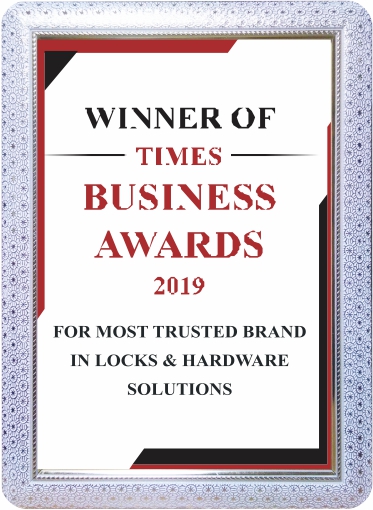 WINNER OF
TIMES
BUSINESS
AWARDS
2019
FOR MOST TRUSTED BRAND
IN LOCKS & HARDWARE
SOLUTIONS